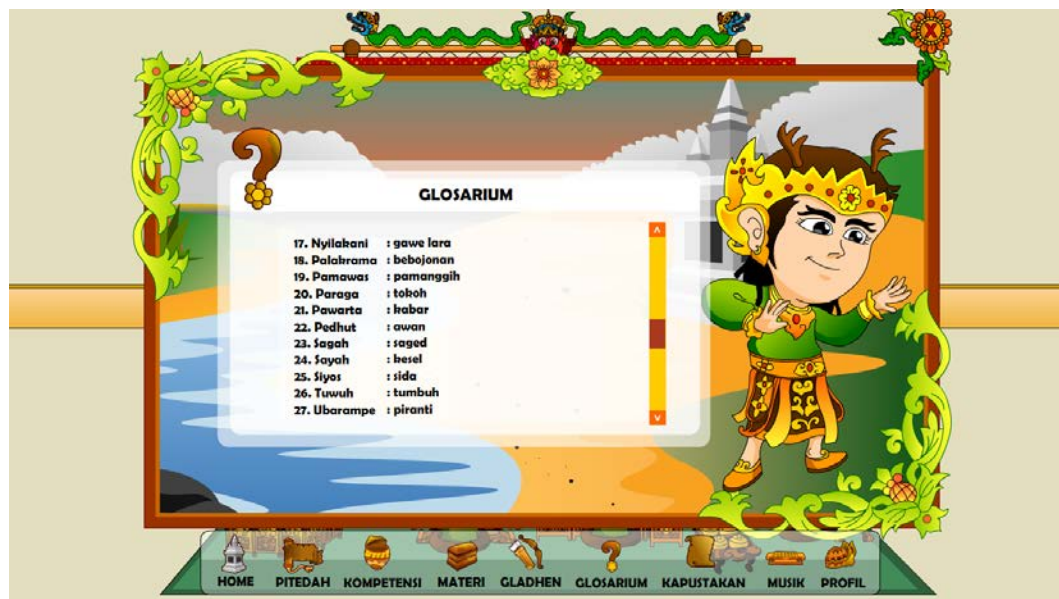 X
GLOSARIUM
17. Nyilakani : gawe lara
18. Palakrama : bebojonan
19. Pamawas : pamanggih
20. Paraga : tokoh
21. Pawarta : kabar
22. Pedhut : awan
23. Sagah : saged
24. Sayah : kesel
25. Siyos : sida
26. Tuwuh : tumbuh
27. Ubarampe : piranti
HOME PITEDAH KOMPETENSI MATERI GLADHEN GLOSARIUM KAPUSTAKAN MUSIK PROFIL